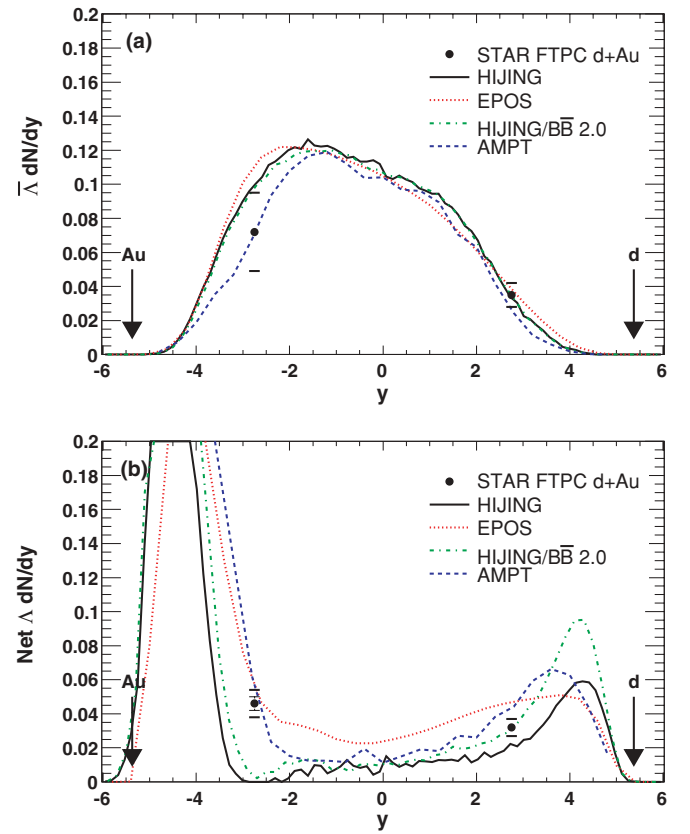 (a)
0.2
0.18
0.16
0.14
0.12
0.1
0.08
0.06
0.04
0.02
0
Λ̅ dN/dy
STAR FTPC d+Au
HIJING
EPOS
HIJING/BB̅ 2.0
AMPT
Au
d
-6 -4 -2 0 2 4 6
y
(b)
0.2
0.18
0.16
0.14
0.12
0.1
0.08
0.06
0.04
0.02
0
Net Λ dN/dy
STAR FTPC d+Au
HIJING
EPOS
HIJING/BB̅ 2.0
AMPT
Au
d
-6 -4 -2 0 2 4 6
y